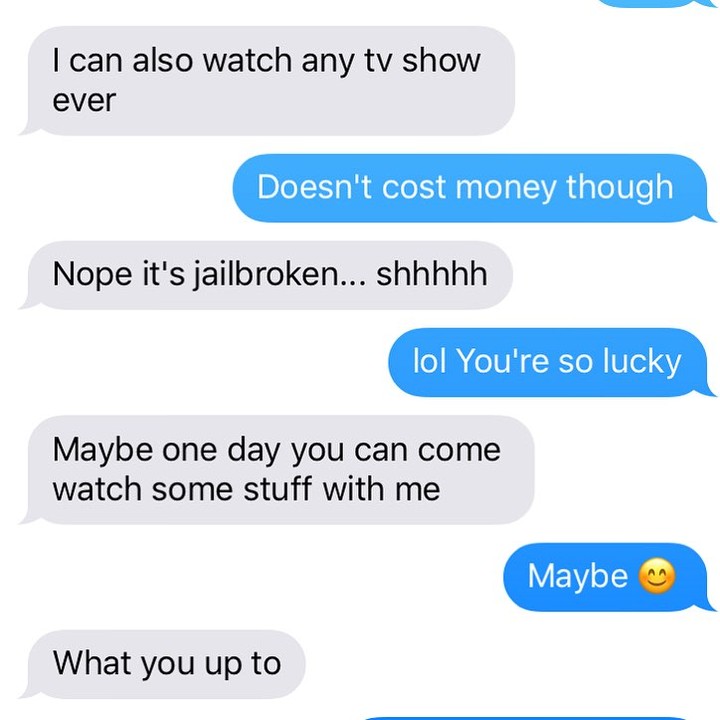 I can also watch any tv show
ever
Doesn't cost money though
Nope it's jailbroken... shhhhh
lol You're so lucky
Maybe one day you can come
watch some stuff with me
Maybe 😊
What you up to